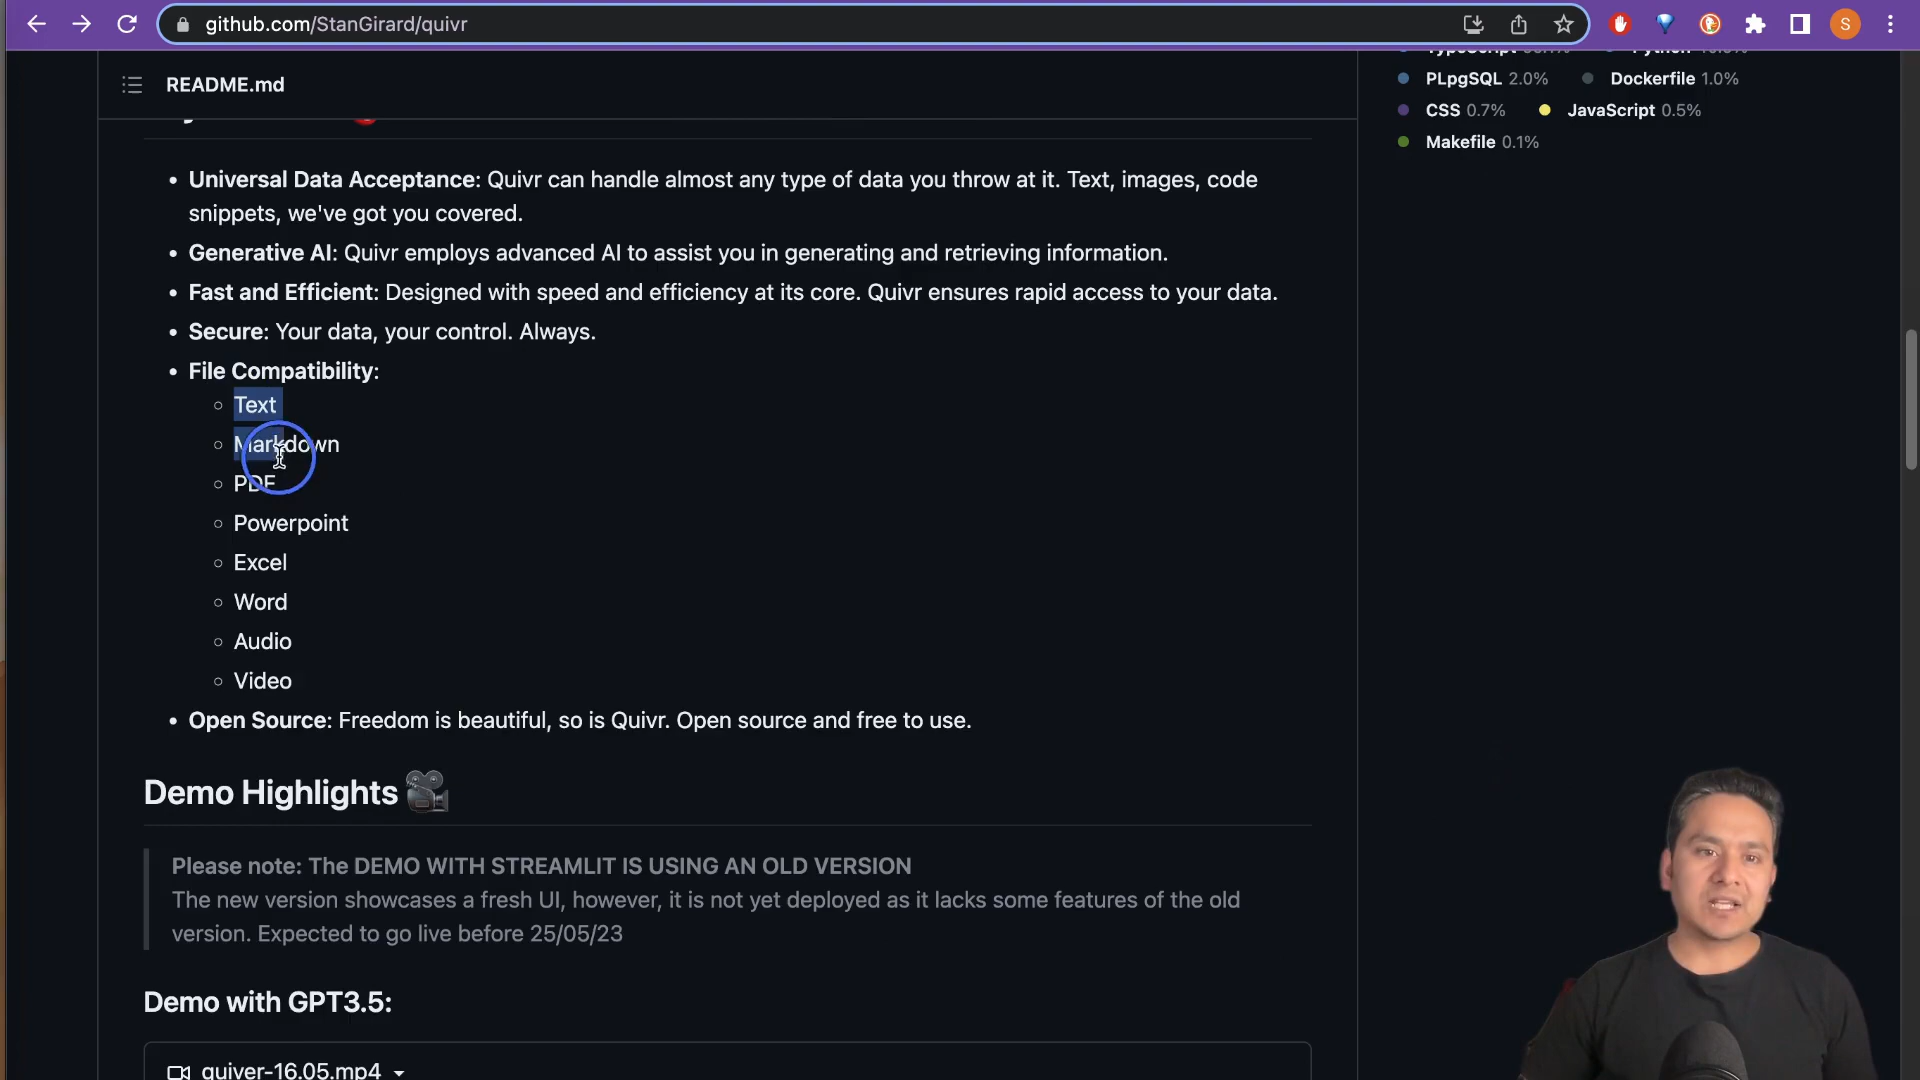 github.com/StanGirard/quivr
S
TypeScript
Python
README.md
PLpgSQL 2.0% Dockerfile 1.0%
CSS 0.7% JavaScript 0.5%
Makefile 0.1%
Universal Data Acceptance: Quivr can handle almost any type of data you throw at it. Text, images, code
snippets, we've got you covered.
Generative AI: Quivr employs advanced AI to assist you in generating and retrieving information.
Fast and Efficient: Designed with speed and efficiency at its core. Quivr ensures rapid access to your data.
Secure: Your data, your control. Always.
File Compatibility:
Text
Markdown
PDF
Powerpoint
Excel
Word
Audio
Video
Open Source: Freedom is beautiful, so is Quivr. Open source and free to use.
Demo Highlights 🎥
Please note: The DEMO WITH STREAMLIT IS USING AN OLD VERSION
The new version showcases a fresh UI, however, it is not yet deployed as it lacks some features of the old
version. Expected to go live before 25/05/23
Demo with GPT3.5:
quiver-16.05.mp4